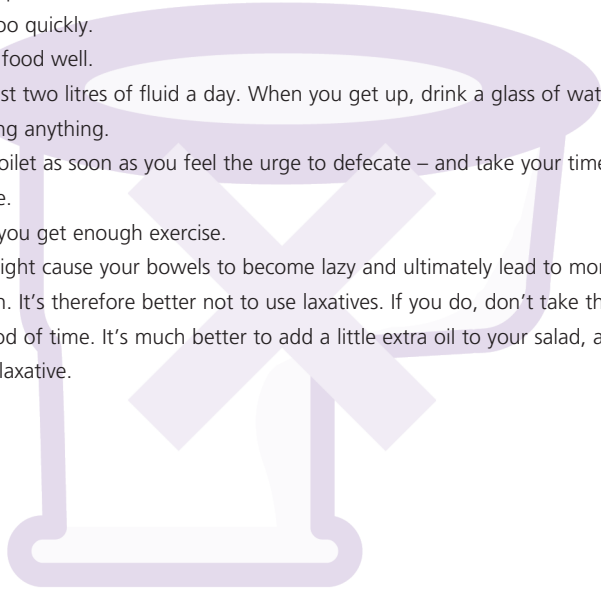 oo quickly.
food well.
st two litres of fluid a day. When you get up, drink a glass of wat
ng anything.
oilet as soon as you feel the urge to defecate – and take your time
e.
you get enough exercise.
ight cause your bowels to become lazy and ultimately lead to mor
n. It's therefore better not to use laxatives. If you do, don't take th
od of time. It's much better to add a little extra oil to your salad, a
laxative.